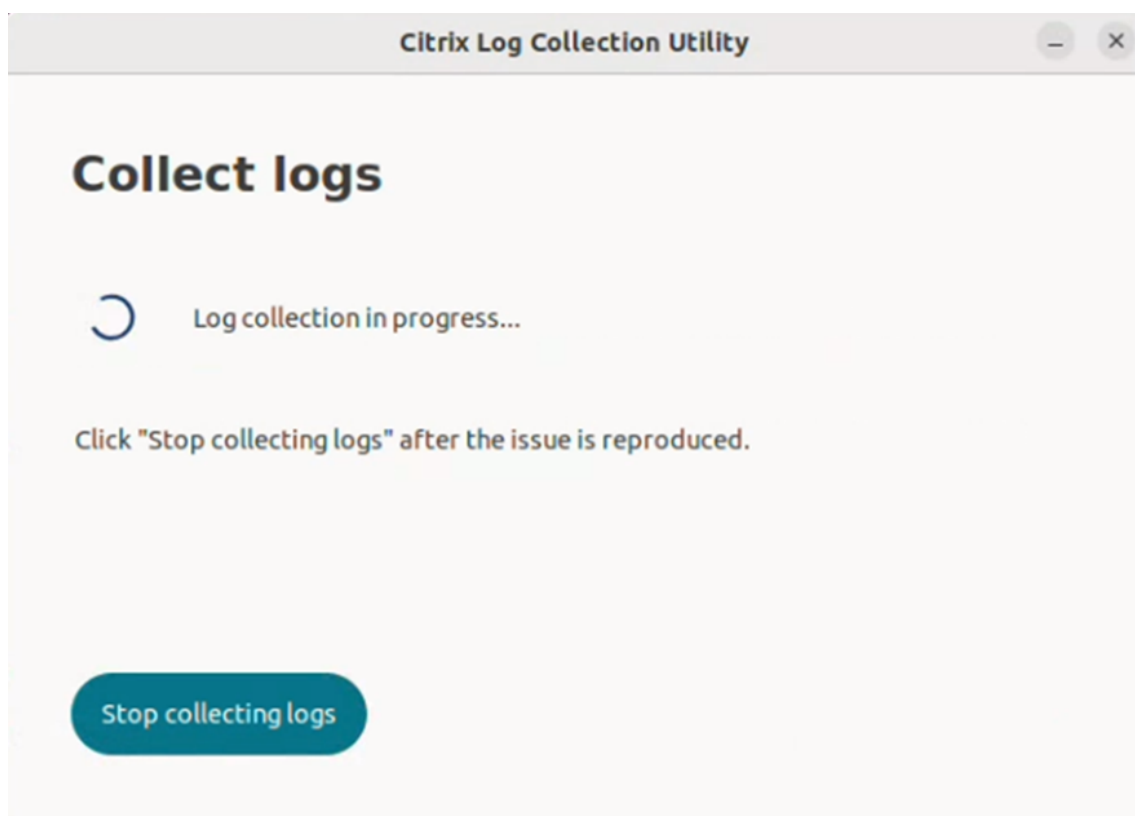 Citrix Log Collection Utility
Collect logs
Log collection in progress...
Click "Stop collecting logs" after the issue is reproduced.
Stop collecting logs